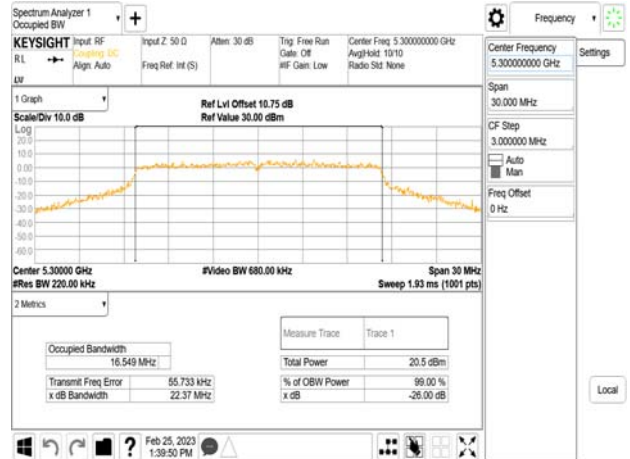 Spectrum Analyzer 1
Occupied BW
Frequency
KEYSIGHT
Input: RF
Coupling: DC
Align: Auto
Input Z: 50 Ω
Freq Ref: Int (S)
Atten: 30 dB
Trig: Free Run
Gate: Off
#IF Gain: Low
Center Freq: 5.300000000 GHz
Avg|Hold: 10/10
Radio Std: None
RL
Center Frequency
5.300000000 GHz
Settings
Span
30.000 MHz
CF Step
3.000000 MHz
Auto
Man
Freq Offset
0 Hz
Local
1 Graph
Scale/Div 10.0 dB
Ref Lvl Offset 10.75 dB
Ref Value 30.00 dBm
Log
20.0
10.0
0.00
-10.0
-20.0
-30.0
-40.0
-50.0
-60.0
Center 5.30000 GHz
#Res BW 220.00 kHz
#Video BW 680.00 kHz
Span 30 MHz
Sweep 1.93 ms (1001 pts)
2 Metrics
Measure Trace
Trace 1
Occupied Bandwidth
16.549 MHz
Total Power
20.5 dBm
Transmit Freq Error
55.733 kHz
% of OBW Power
99.00 %
x dB Bandwidth
22.37 MHz
x dB
-26.00 dB
Feb 25, 2023
1:39:50 PM